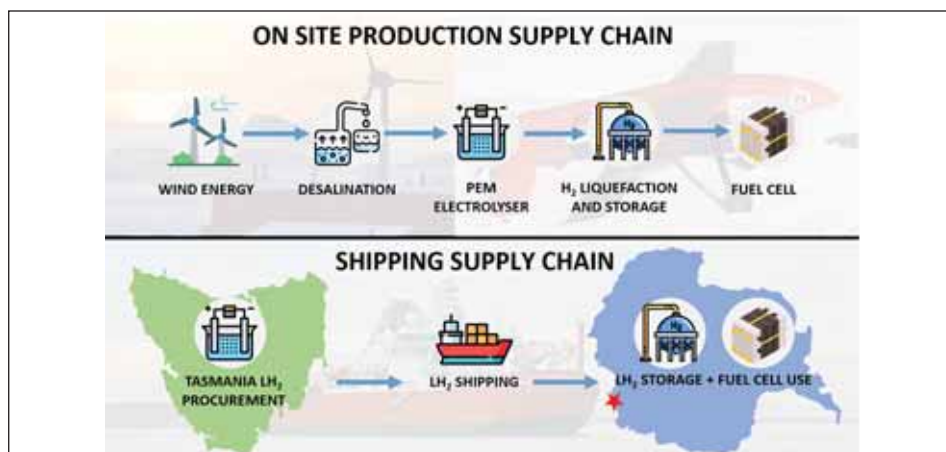 ON SITE PRODUCTION SUPPLY CHAIN
WIND ENERGY
DESALINATION
PEM
ELECTROLYSER
H₂ LIQUEFACTION
AND STORAGE
FUEL CELL
SHIPPING SUPPLY CHAIN
TASMANIA LH₂
PROCUREMENT
LH₂ SHIPPING
LH₂ STORAGE + FUEL CELL USE